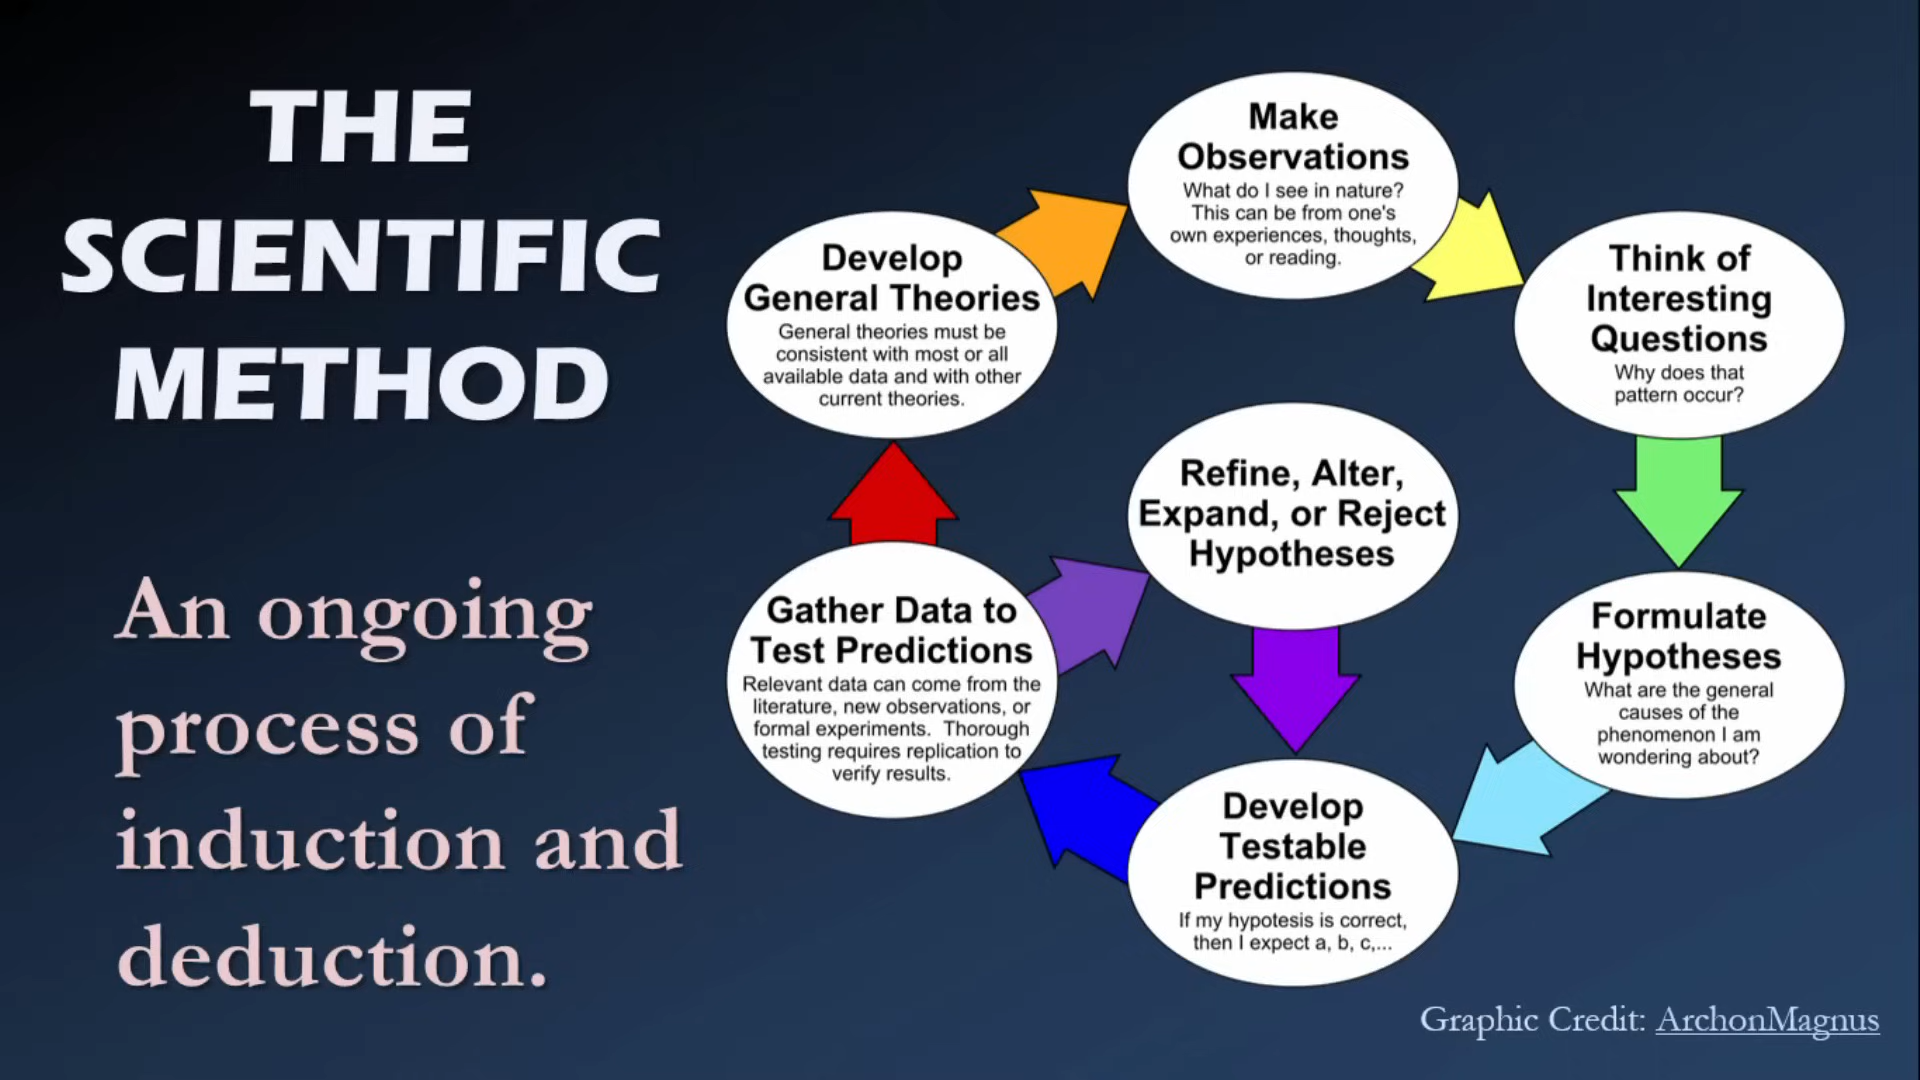 THE
SCIENTIFIC
METHOD
An ongoing
process of
induction and
deduction.
Make
Observations
What do I see in nature?
This can be from one's
own experiences, thoughts,
or reading.
Think of
Interesting
Questions
Why does that
pattern occur?
Formulate
Hypotheses
What are the general
causes of the
phenomenon I am
wondering about?
Develop
Testable
Predictions
If my hypotesis is correct,
then I expect a, b, c,...
Gather Data to
Test Predictions
Relevant data can come from the
literature, new observations, or
formal experiments. Thorough
testing requires replication to
verify results.
Refine, Alter,
Expand, or Reject
Hypotheses
Develop
General Theories
General theories must be
consistent with most or all
available data and with other
current theories.
Graphic Credit: ArchonMagnus